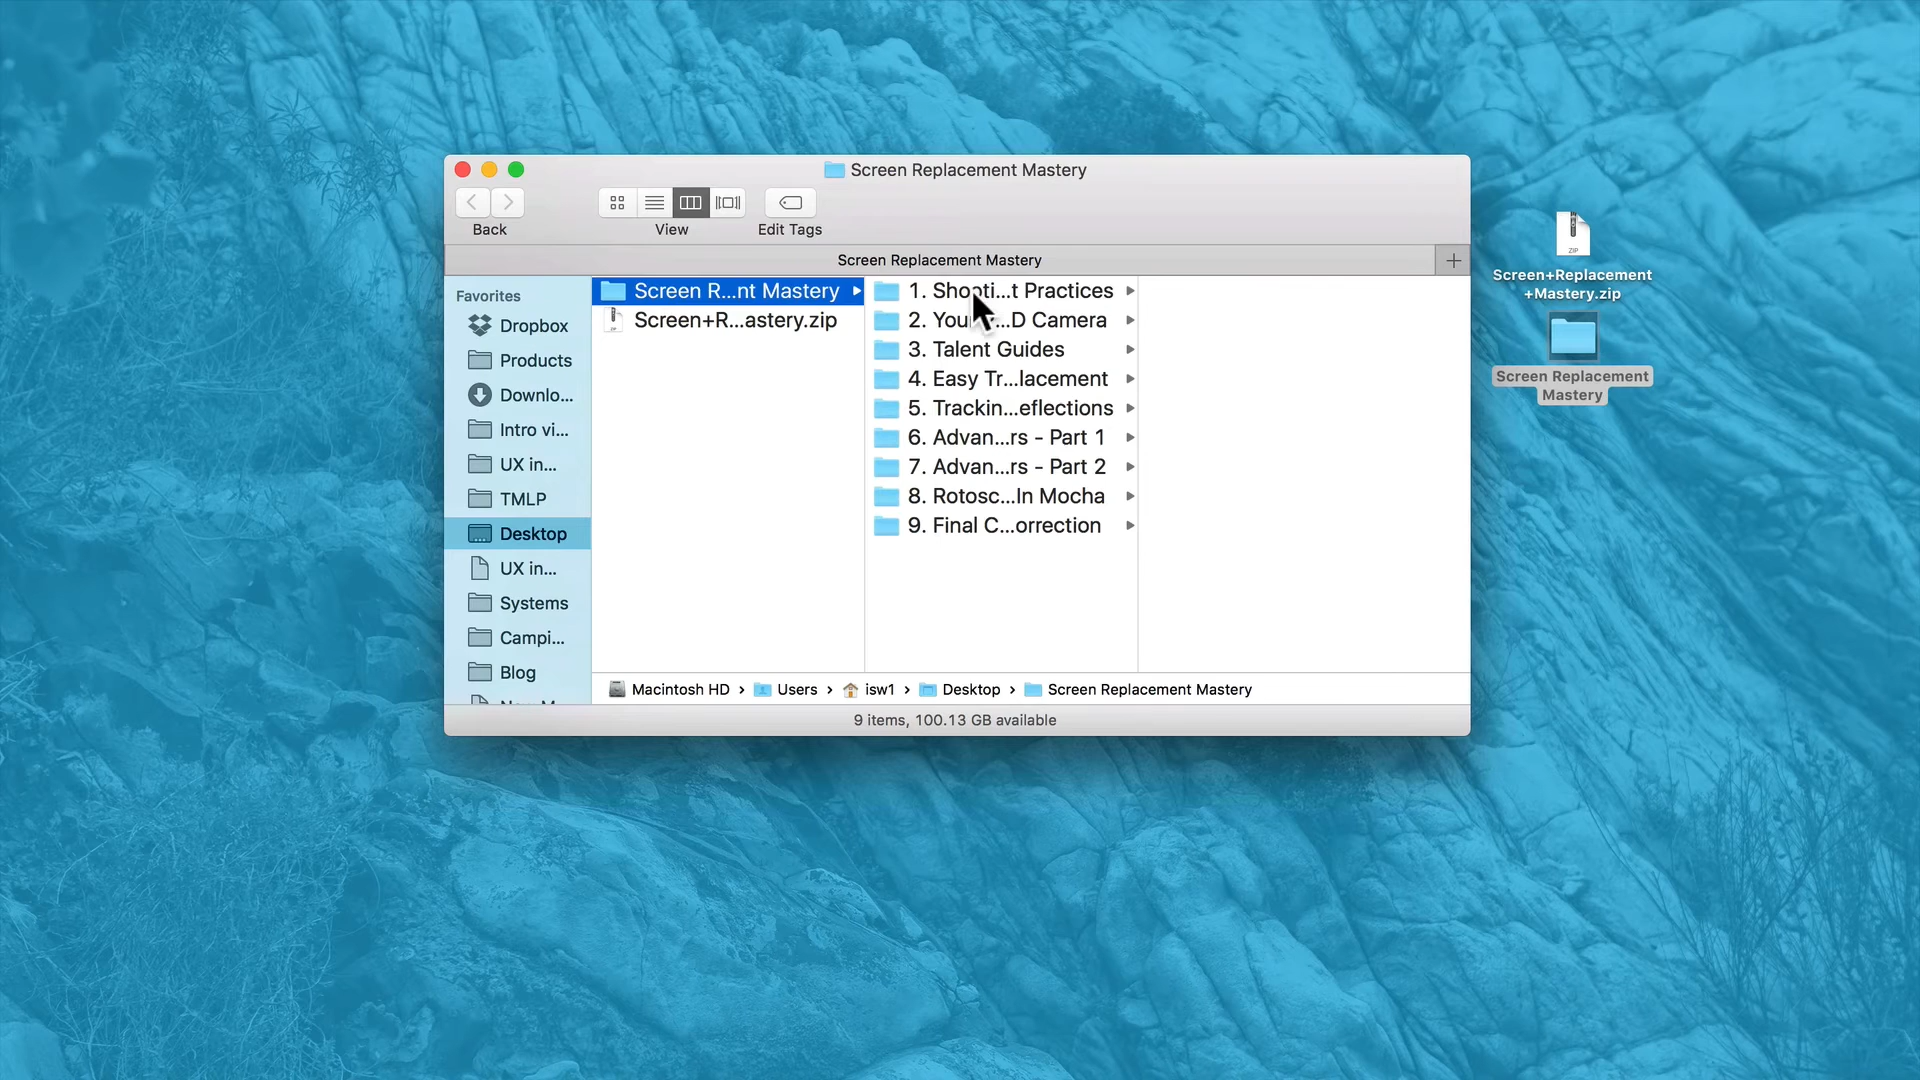 Screen Replacement Mastery
Back
View
Edit Tags
Screen Replacement Mastery
Favorites
Dropbox
Products
Downlo...
Intro vi...
UX in...
TMLP
Desktop
UX in...
Systems
Campi...
Blog
Screen R...nt Mastery
Screen+R...astery.zip
1. Shooti...t Practices
2. You...D Camera
3. Talent Guides
4. Easy Tr...lacement
5. Trackin...eflections
6. Advan...rs - Part 1
7. Advan...rs - Part 2
8. Rotosc...In Mocha
9. Final C...orrection
Macintosh HD › Users › isw1 › Desktop › Screen Replacement Mastery
9 items, 100.13 GB available
ZIP
Screen+Replacement
+Mastery.zip
Screen Replacement
Mastery